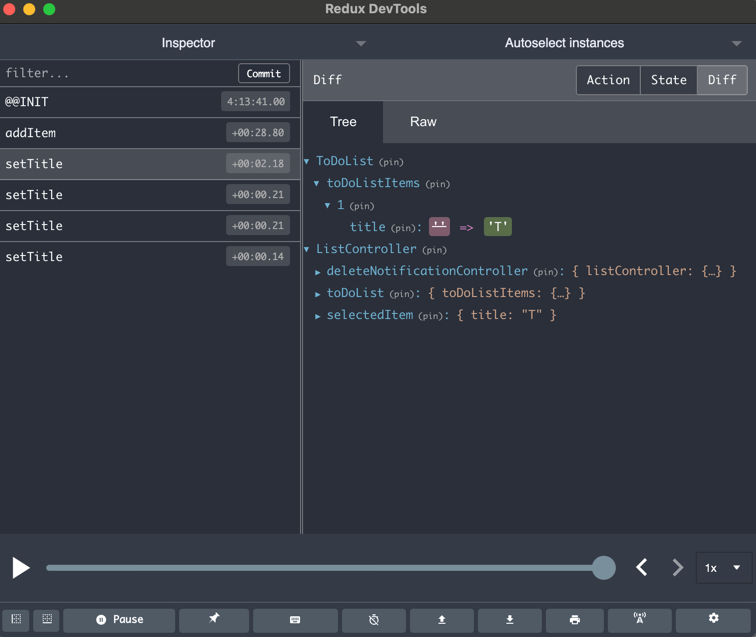 Redux DevTools
Inspector Autoselect instances
filter... Commit Diff Action State Diff
@@INIT 4:13:41.00
addItem +00:28.80
setTitle +00:02.18
setTitle +00:00.21
setTitle +00:00.21
setTitle +00:00.14
Tree Raw
ToDoList (pin)
toDoListItems (pin)
1 (pin)
title (pin): '' => 'T'
ListController (pin)
deleteNotificationController (pin): { listController: {…} }
toDoList (pin): { toDoListItems: {…} }
selectedItem (pin): { title: "T" }
1x
Pause